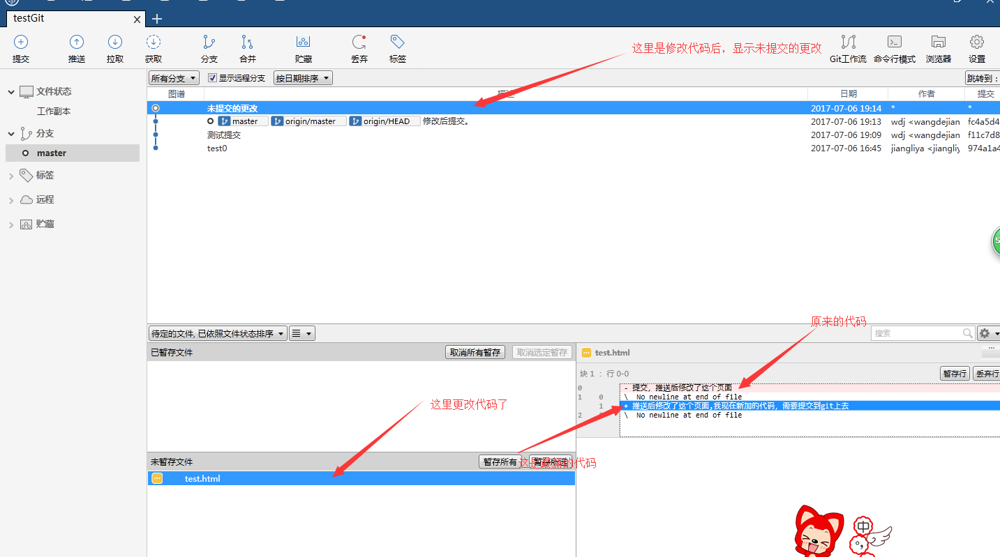 testGit
提交
推送
拉取
获取
分支
合并
贮藏
丢弃
标签
这里是修改代码后，显示未提交的更改
Git工作流
命令行模式
浏览器
设置
文件状态
工作副本
分支
master
标签
远程
贮藏
所有分支
显示远程分支
按日期排序
跳转到:
图谱 描述 日期 作者 提交
未提交的更改 2017-07-06 19:14 * *
master origin/master origin/HEAD 修改后提交。 2017-07-06 19:13 wdj <wangdejian fc4a5d4
测试提交 2017-07-06 19:09 wdj <wangdejian f11c7d8
test0 2017-07-06 16:45 jiangliya <jiangliy 974a1a4
原来的代码
待定的文件, 已依照文件状态排序
搜索
已暂存文件
取消所有暂存
取消选定暂存
test.html
块 1 : 行 0-0
暂存行
丢弃行
0 - 提交，推送后修改了这个页面
1 0 \ No newline at end of file
1 + 推送后修改了这个页面,我现在新加的代码，需要提交到git上去
2 \ No newline at end of file
这里更改代码了
未暂存文件
暂存所有
这是最新的代码
test.html
中